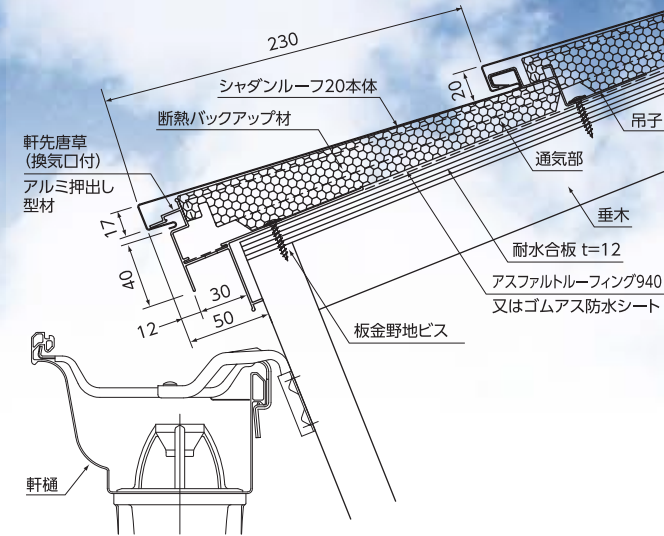 230
シャダンルーフ20本体
断熱バックアップ材
軒先唐草
(換気口付)
アルミ押出し
型材
20
吊子
通気部
垂木
耐水合板 t=12
アスファルトルーフィング940
又はゴムアス防水シート
板金野地ビス
17
40
12
30
50
軒樋